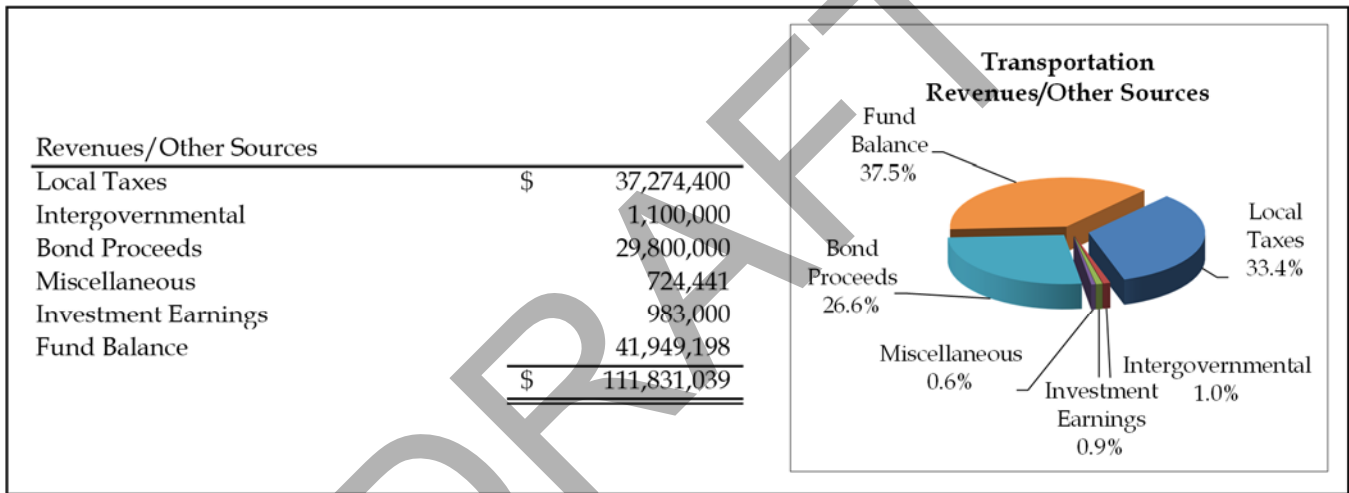 Revenues/Other Sources
Local Taxes $ 37,274,400
Intergovernmental 1,100,000
Bond Proceeds 29,800,000
Miscellaneous 724,441
Investment Earnings 983,000
Fund Balance 41,949,198
$ 111,831,039
Transportation
Revenues/Other Sources
Fund
Balance
37.5%
Local
Taxes
33.4%
Bond
Proceeds
26.6%
Miscellaneous
0.6%
Investment
Earnings
0.9%
Intergovernmental
1.0%
DRAFT